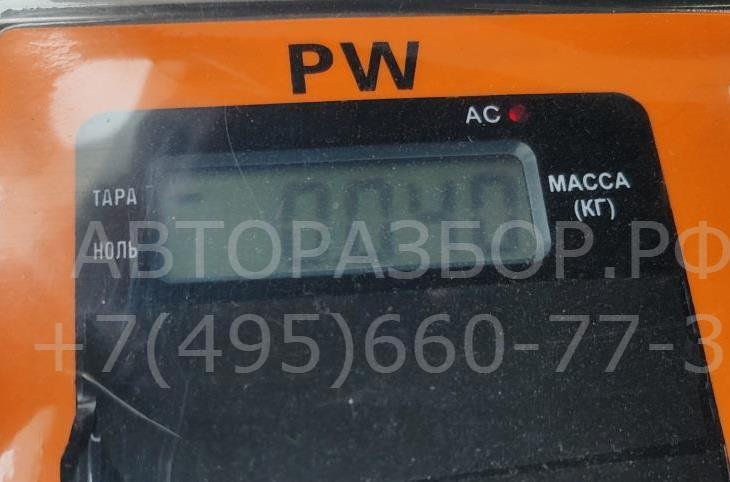 PW
AC
ТАРА
МАССА
(КГ)
НОЛЬ
АВТОРАЗБОР.РФ
+7(495)660-77-3